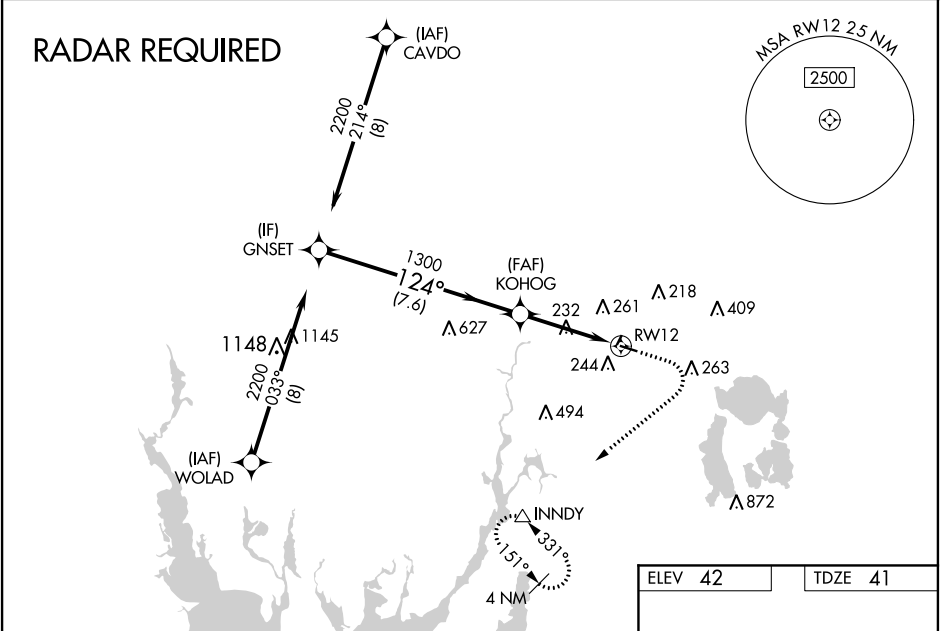 RADAR REQUIRED
(IAF)
CAVDO
MSA RW12 25 NM
2500
2200
214°
(8)
(IF)
GNSET
1300
124°
(7.6)
(FAF)
KOHOG
232
261
218
409
627
RW12
1148
1145
244
263
2200
033°
(8)
494
(IAF)
WOLAD
872
INNDY
331°
151°
4 NM
ELEV 42
TDZE 41